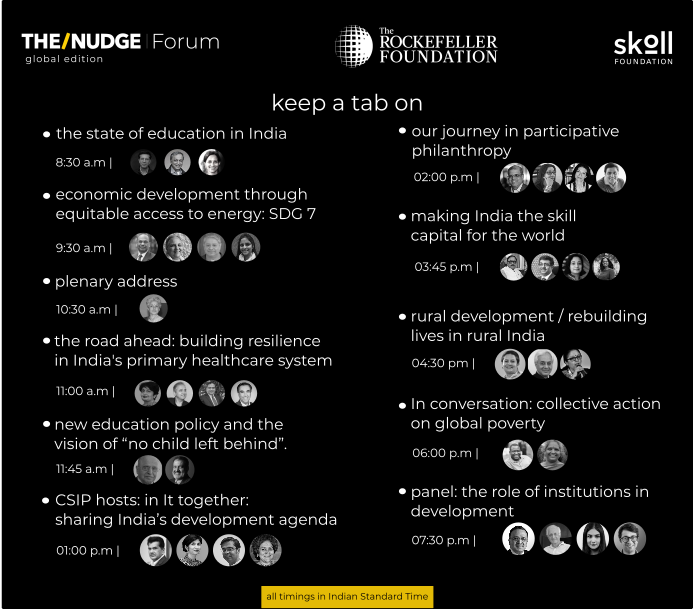 THE/NUDGE | Forum
global edition
The
ROCKEFELLER
FOUNDATION
skoll
FOUNDATION
keep a tab on
• the state of education in India
8:30 a.m |
• economic development through
equitable access to energy: SDG 7
9:30 a.m |
• plenary address
10:30 a.m |
• the road ahead: building resilience
in India's primary healthcare system
11:00 a.m |
• new education policy and the
vision of “no child left behind”.
11:45 a.m |
• CSIP hosts: in It together:
sharing India’s development agenda
01:00 p.m |
• our journey in participative
philanthropy
02:00 p.m |
• making India the skill
capital for the world
03:45 p.m |
• rural development / rebuilding
lives in rural India
04:30 pm |
• In conversation: collective action
on global poverty
06:00 p.m |
• panel: the role of institutions in
development
07:30 p.m |
all timings in Indian Standard Time